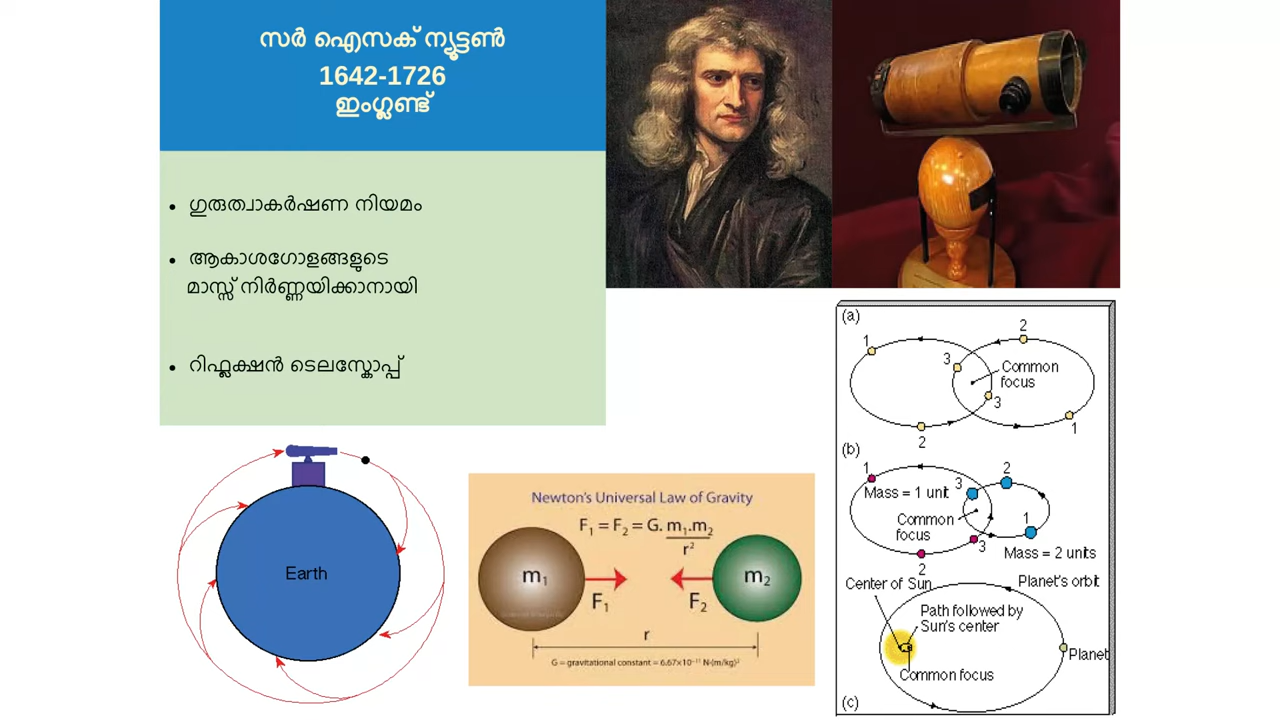 സർ ഐസക് ന്യൂട്ടൺ
1642-1726
ഇംഗ്ലണ്ട്
• ഗുരുത്വാകർഷണ നിയമം
• ആകാശഗോളങ്ങളുടെ
മാസ്സ് നിർണ്ണയിക്കാനായി
• റിഫ്ലക്ഷൻ ടെലസ്കോപ്പ്
Earth
Newton's Universal Law of Gravity
F₁ = F₂ = G. m₁.m₂
r²
m₁
F₁
F₂
m₂
r
G = gravitational constant = 6.67×10⁻¹¹ N·(m/kg)²
(a)
1
2
3
Common
focus
3
2
1
(b)
1
2
3
Mass = 1 unit
Common
focus
1
3
Mass = 2 units
2
Center of Sun
Planet's orbit
Path followed by
Sun's center
Planet
Common focus
(c)